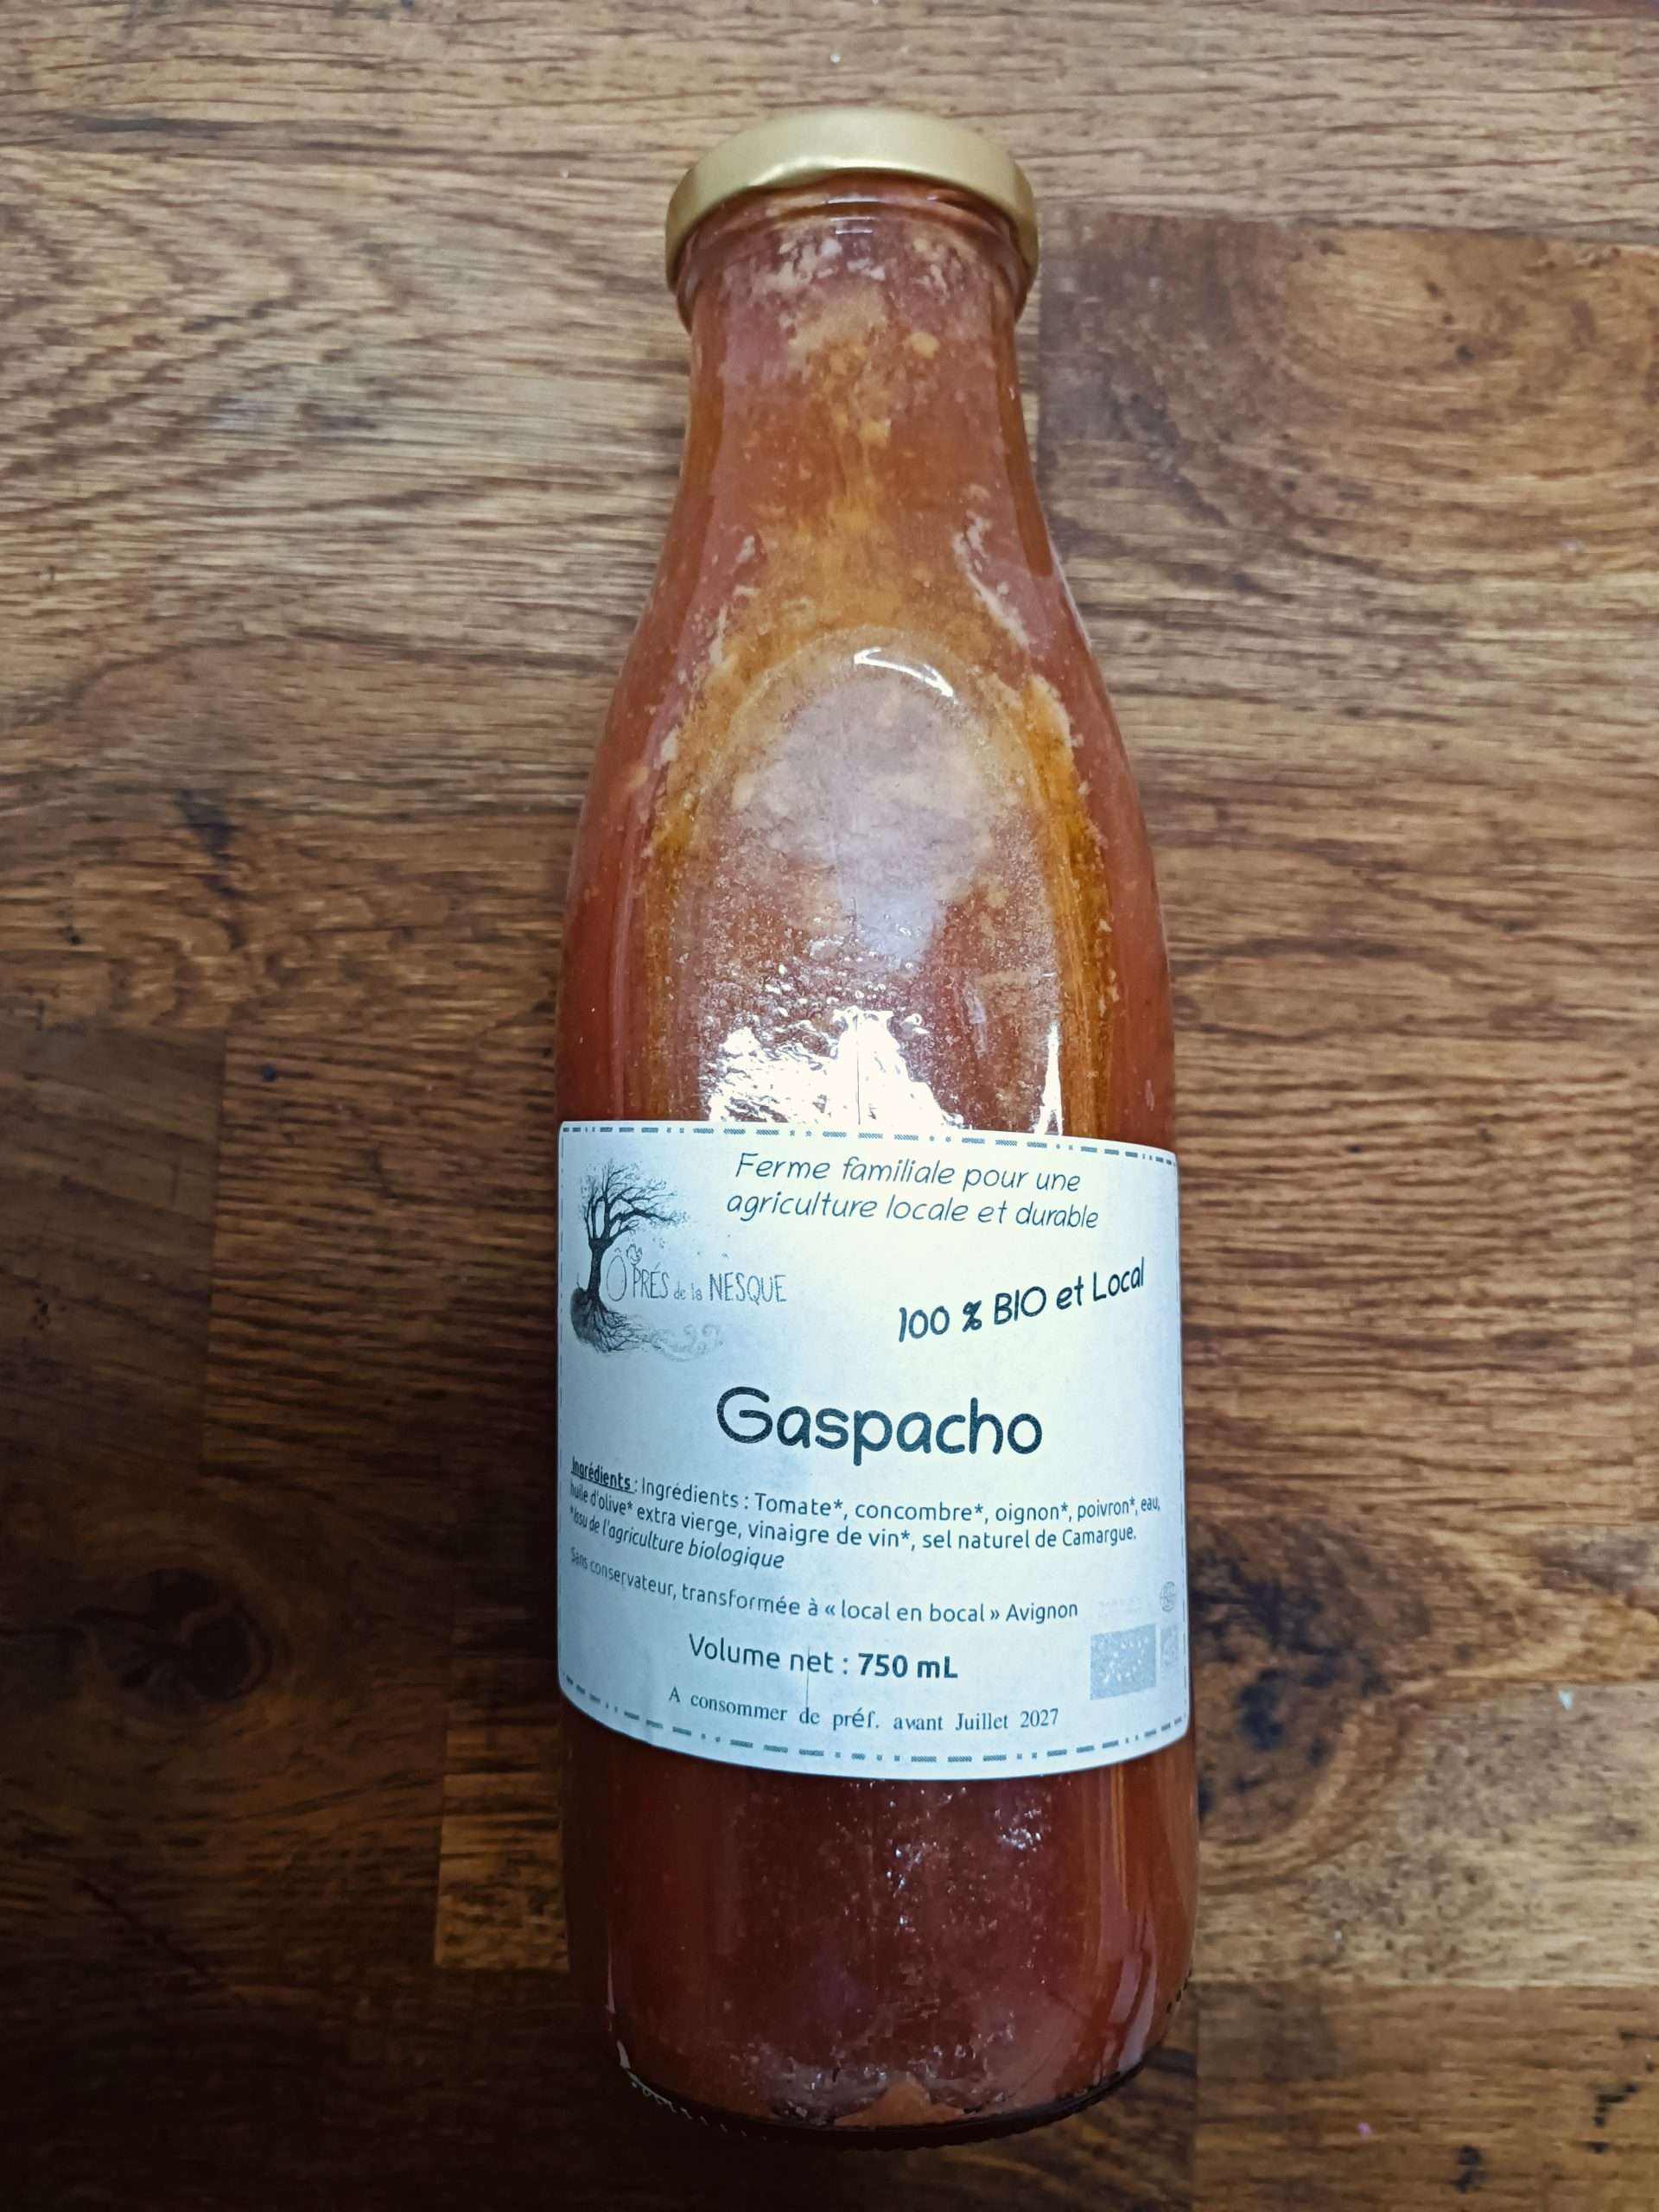 Ferme familiale pour une
agriculture locale et durable
Ô PRÉS de la NESQUE
100 % BIO et Local
Gaspacho
Ingrédients : Ingrédients : Tomate*, concombre*, oignon*, poivron*, eau,
huile d'olive* extra vierge, vinaigre de vin*, sel naturel de Camargue.
*Issu de l'agriculture biologique
Sans conservateur, transformée à « local en bocal » Avignon
Volume net : 750 mL
A consommer de préf. avant Juillet 2027